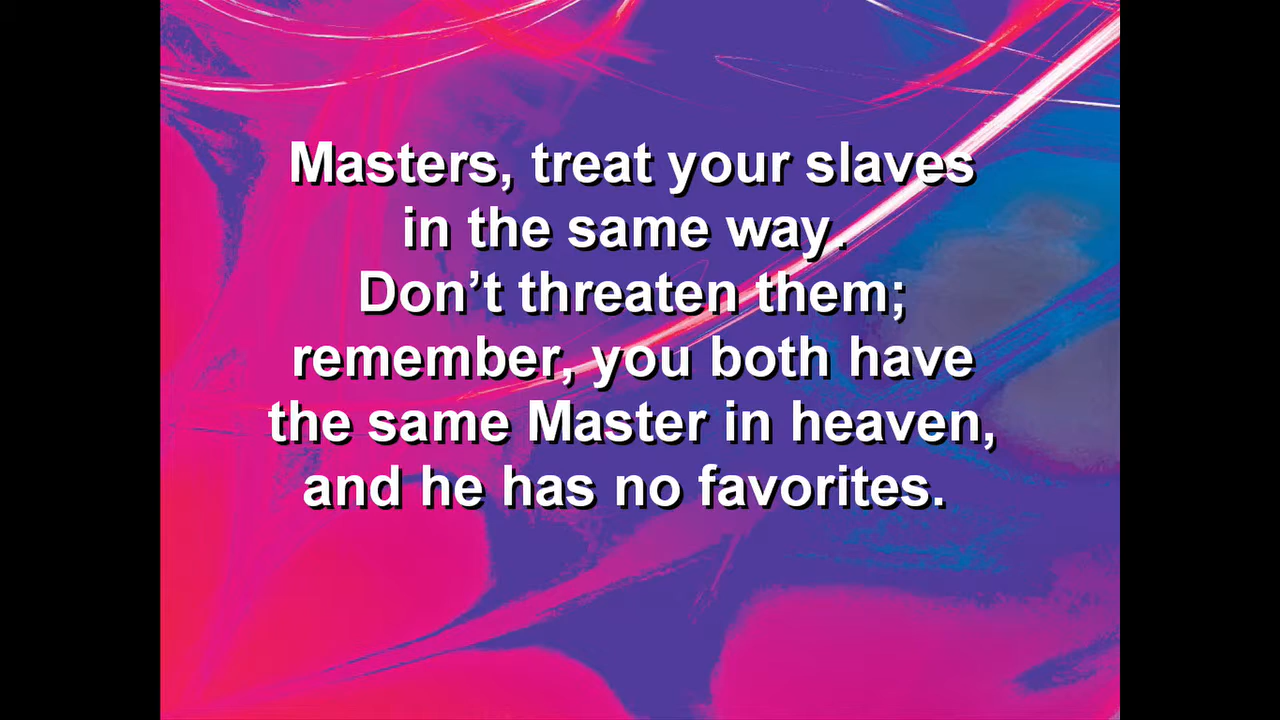 Masters, treat your slaves
in the same way.
Don’t threaten them;
remember, you both have
the same Master in heaven,
and he has no favorites.